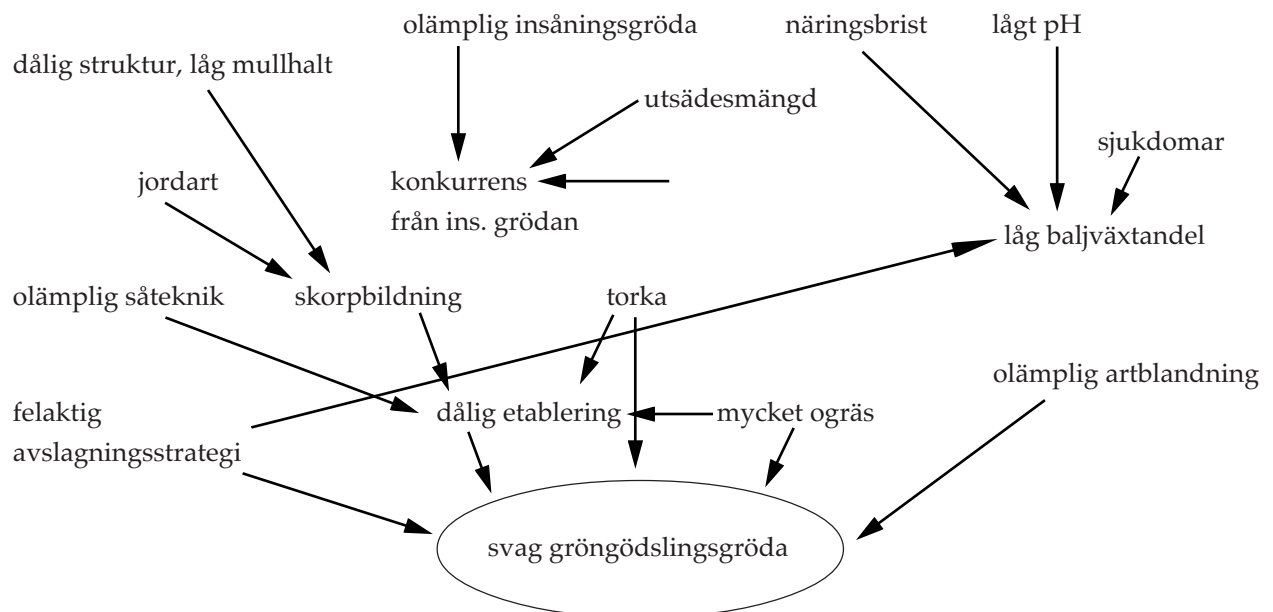 olämplig insåningsgröda
näringsbrist
lågt pH
dålig struktur, låg mullhalt
utsädesmängd
sjukdomar
jordart
konkurrens
från ins. grödan
låg baljväxtandel
olämplig såteknik
skorpbildning
torka
olämplig artblandning
felaktig
avslagningsstrategi
dålig etablering
mycket ogräs
svag gröngödslingsgröda